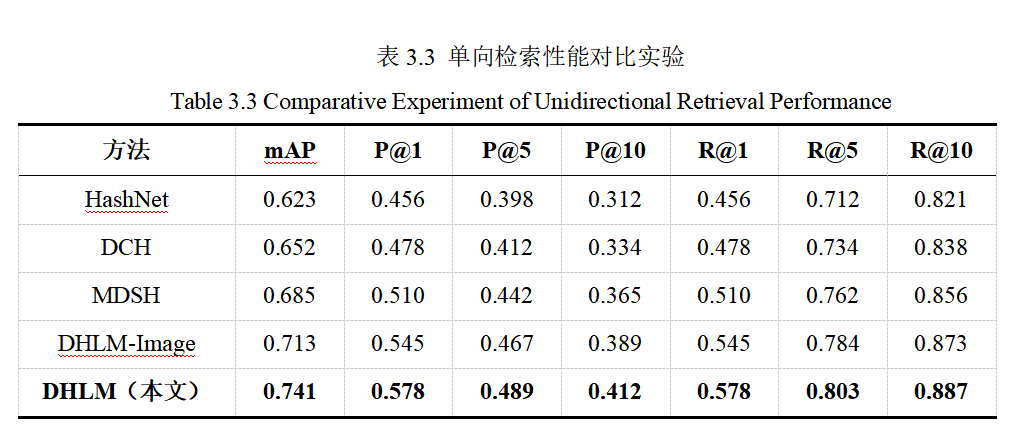 表 3.3 单向检索性能对比实验
Table 3.3 Comparative Experiment of Unidirectional Retrieval Performance
方法 mAP P@1 P@5 P@10 R@1 R@5 R@10
HashNet 0.623 0.456 0.398 0.312 0.456 0.712 0.821
DCH 0.652 0.478 0.412 0.334 0.478 0.734 0.838
MDSH 0.685 0.510 0.442 0.365 0.510 0.762 0.856
DHLM-Image 0.713 0.545 0.467 0.389 0.545 0.784 0.873
DHLM（本文） 0.741 0.578 0.489 0.412 0.578 0.803 0.887